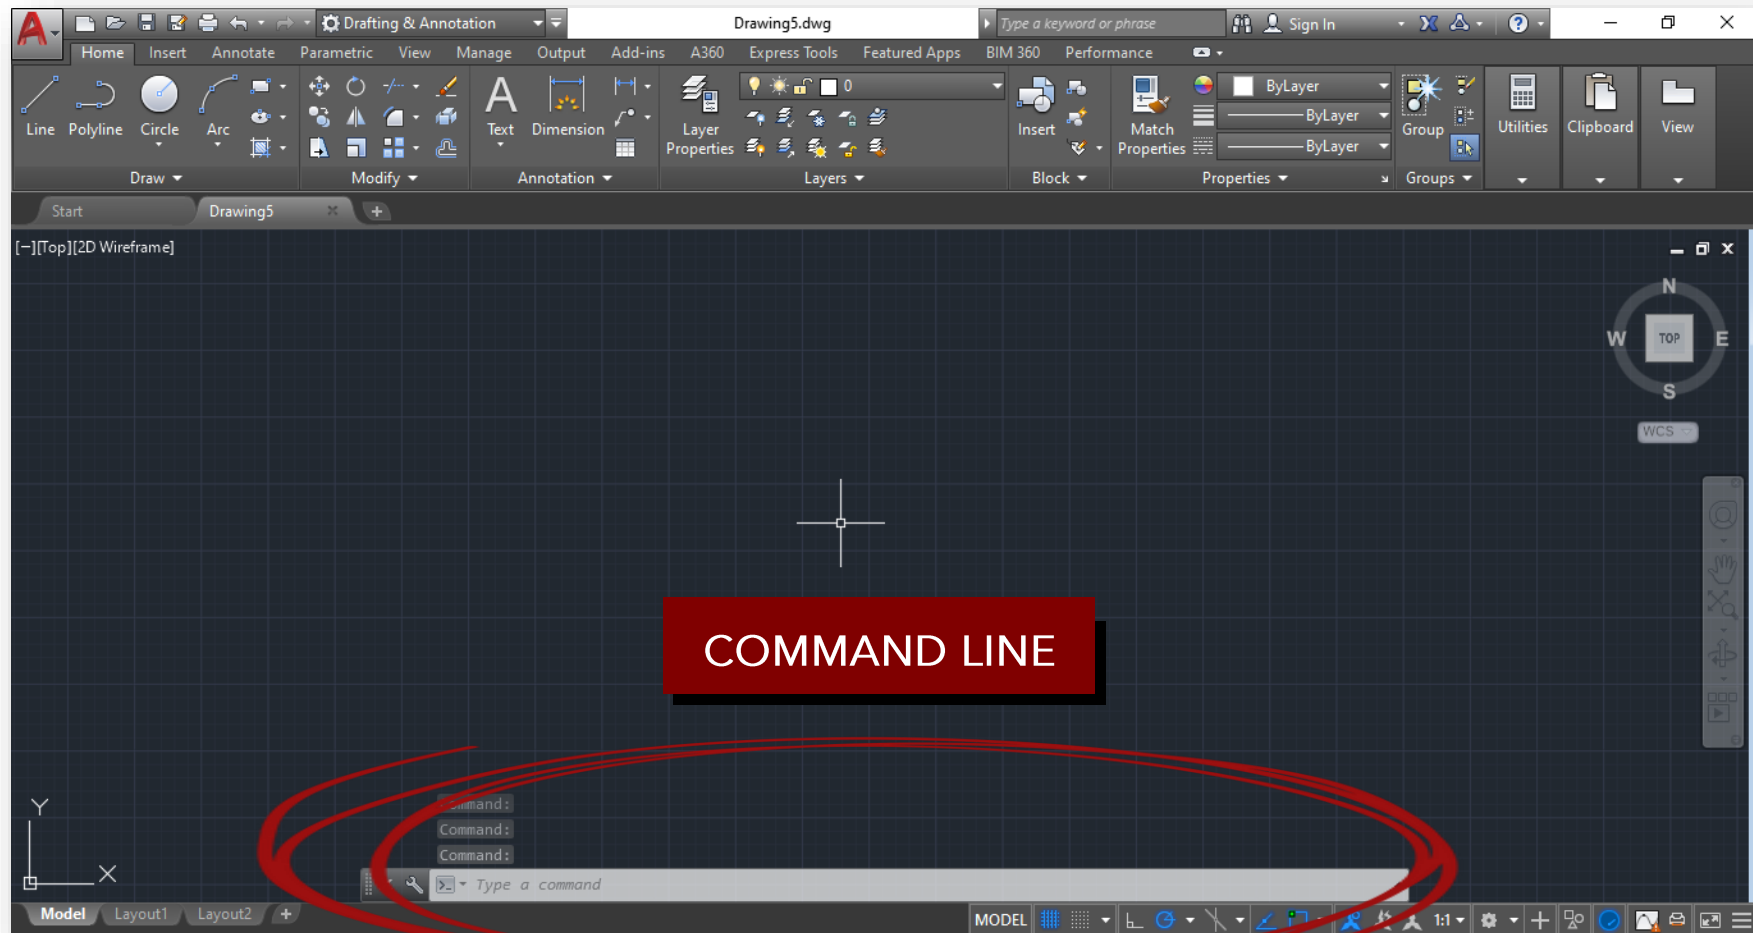 Drafting & Annotation
Drawing5.dwg
Type a keyword or phrase
Sign In
Home Insert Annotate Parametric View Manage Output Add-ins A360 Express Tools Featured Apps BIM 360 Performance
Line Polyline Circle Arc
Text Dimension
Layer Properties
0
Insert
Match Properties
ByLayer
ByLayer
ByLayer
Group
Utilities
Clipboard
View
Draw Modify Annotation Layers Block Properties Groups
Start Drawing5
[−][Top][2D Wireframe]
N
W TOP E
S
WCS
COMMAND LINE
Y
X
Command:
Command:
Command:
Type a command
Model Layout1 Layout2 +
MODEL 1:1